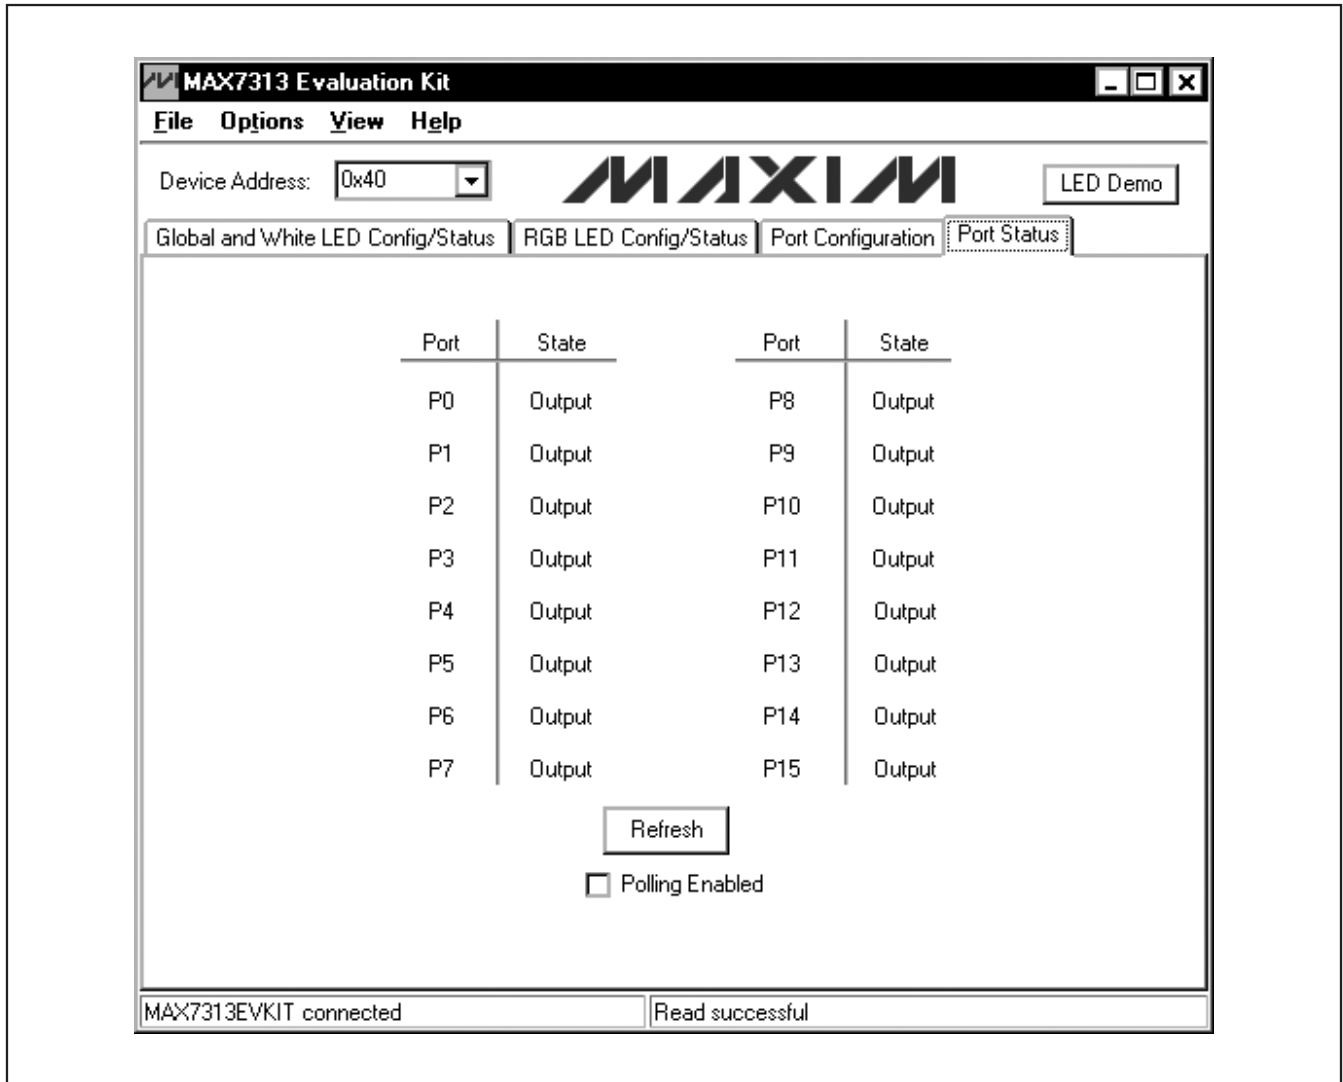 MAX7313 Evaluation Kit
File Options View Help
Device Address: 0x40 MAXIM LED Demo
Global and White LED Config/Status RGB LED Config/Status Port Configuration Port Status
Port State Port State
P0 Output P8 Output
P1 Output P9 Output
P2 Output P10 Output
P3 Output P11 Output
P4 Output P12 Output
P5 Output P13 Output
P6 Output P14 Output
P7 Output P15 Output
Refresh
Polling Enabled
MAX7313EVKIT connected Read successful